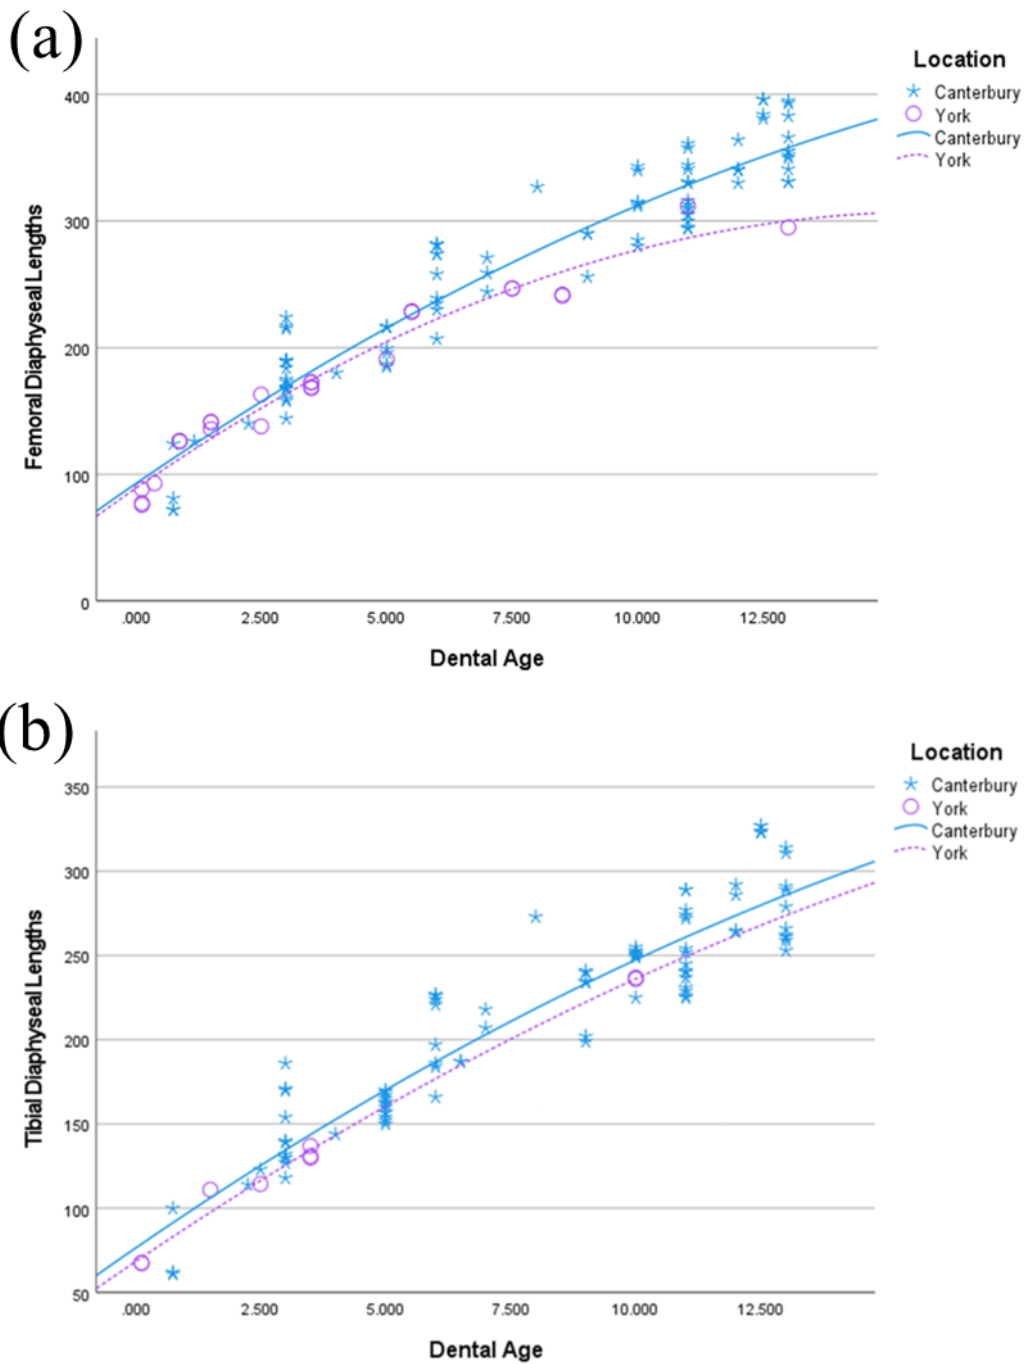 (a)
Location
Canterbury
York
Canterbury
York
400
300
200
100
0
Femoral Diaphyseal Lengths
.000 2.500 5.000 7.500 10.000 12.500
Dental Age
(b)
Location
Canterbury
York
Canterbury
York
350
300
250
200
150
100
50
Tibial Diaphyseal Lengths
.000 2.500 5.000 7.500 10.000 12.500
Dental Age